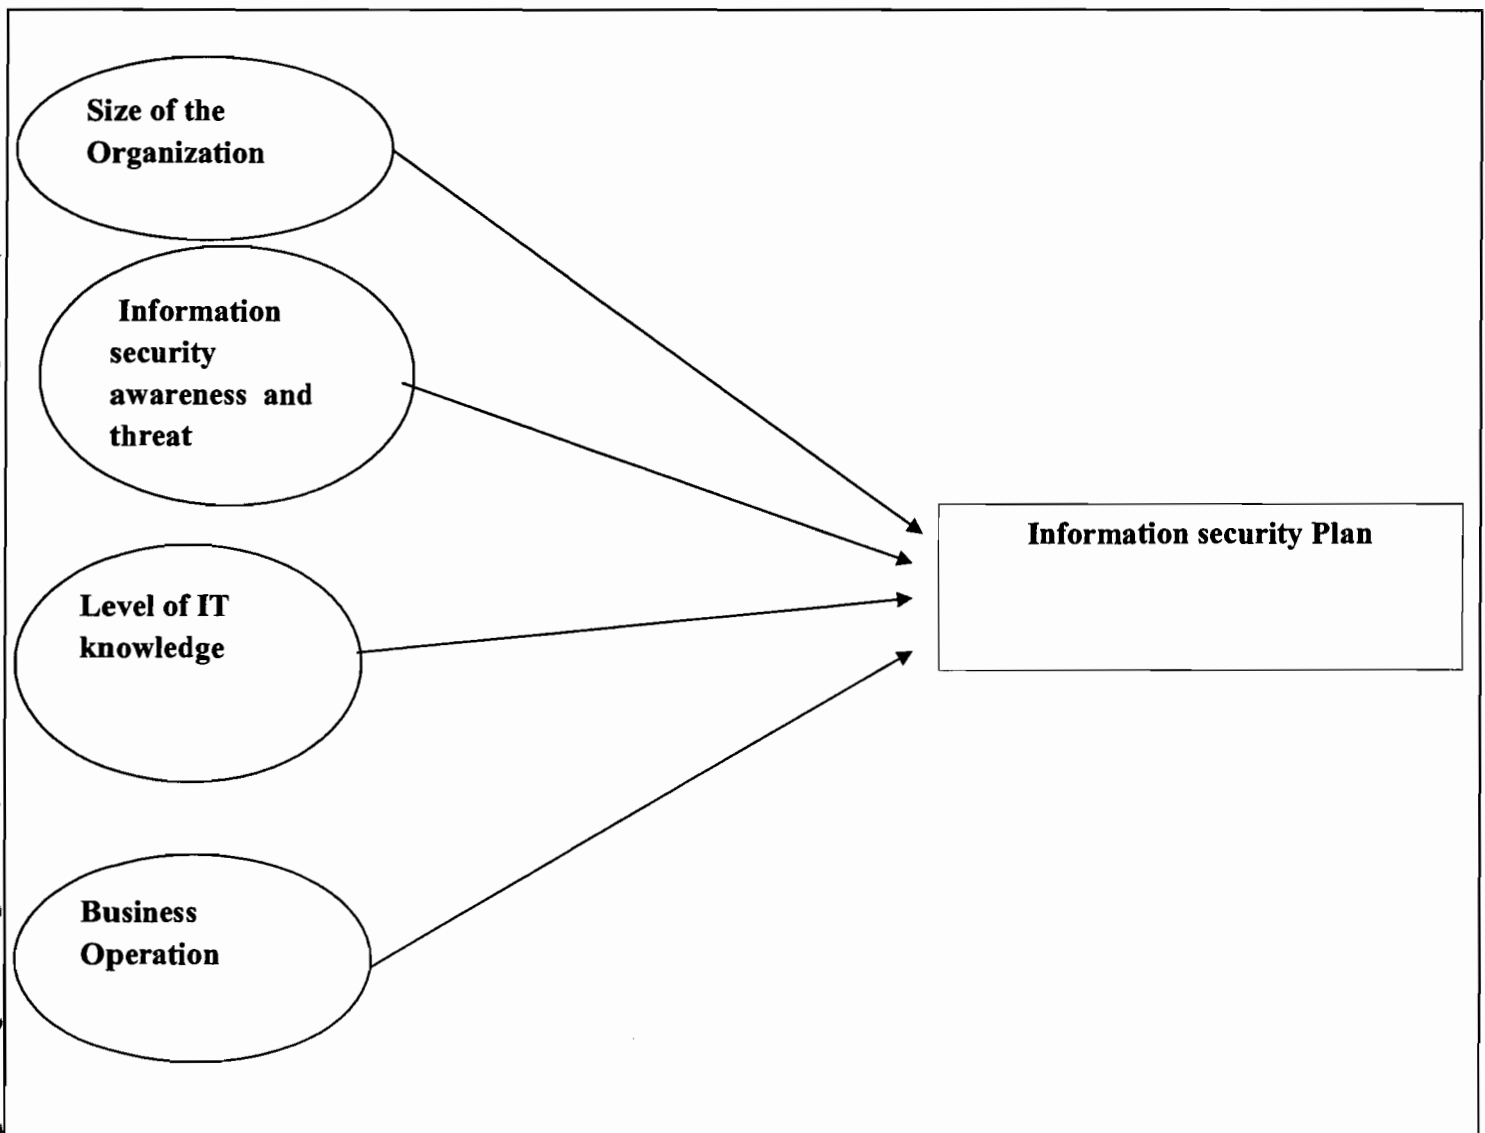 Size of the
Organization
Information
security
awareness and
threat
Information security Plan
Level of IT
knowledge
Business
Operation